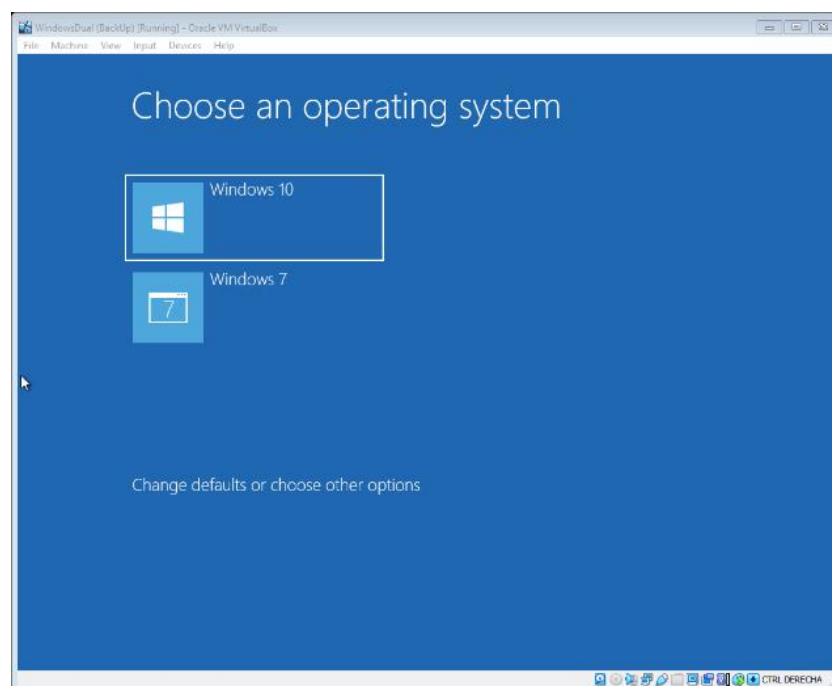 WindowsDual (BackUp) [Running] - Oracle VM VirtualBox
File Machine View Input Devices Help
Choose an operating system
Windows 10
7
Windows 7
Change defaults or choose other options
CTRL DERECHA